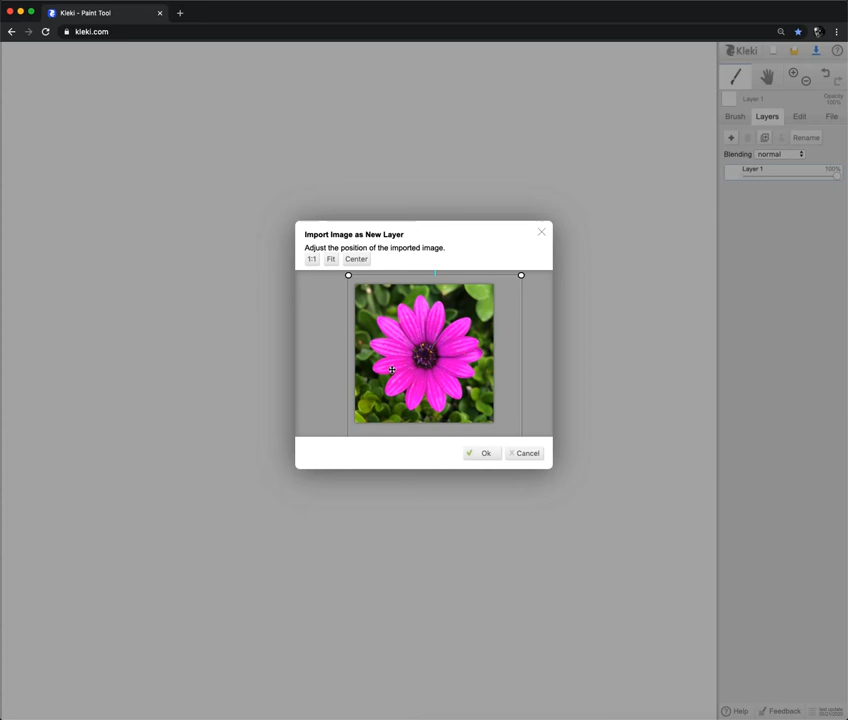 Kleki - Paint Tool
kleki.com
Kleki
Layer 1
Opacity
100%
Brush Layers Edit File
Rename
Blending normal
Layer 1 100%
Import Image as New Layer
Adjust the position of the imported image.
1:1 Fit Center
Ok Cancel
Help Feedback last update